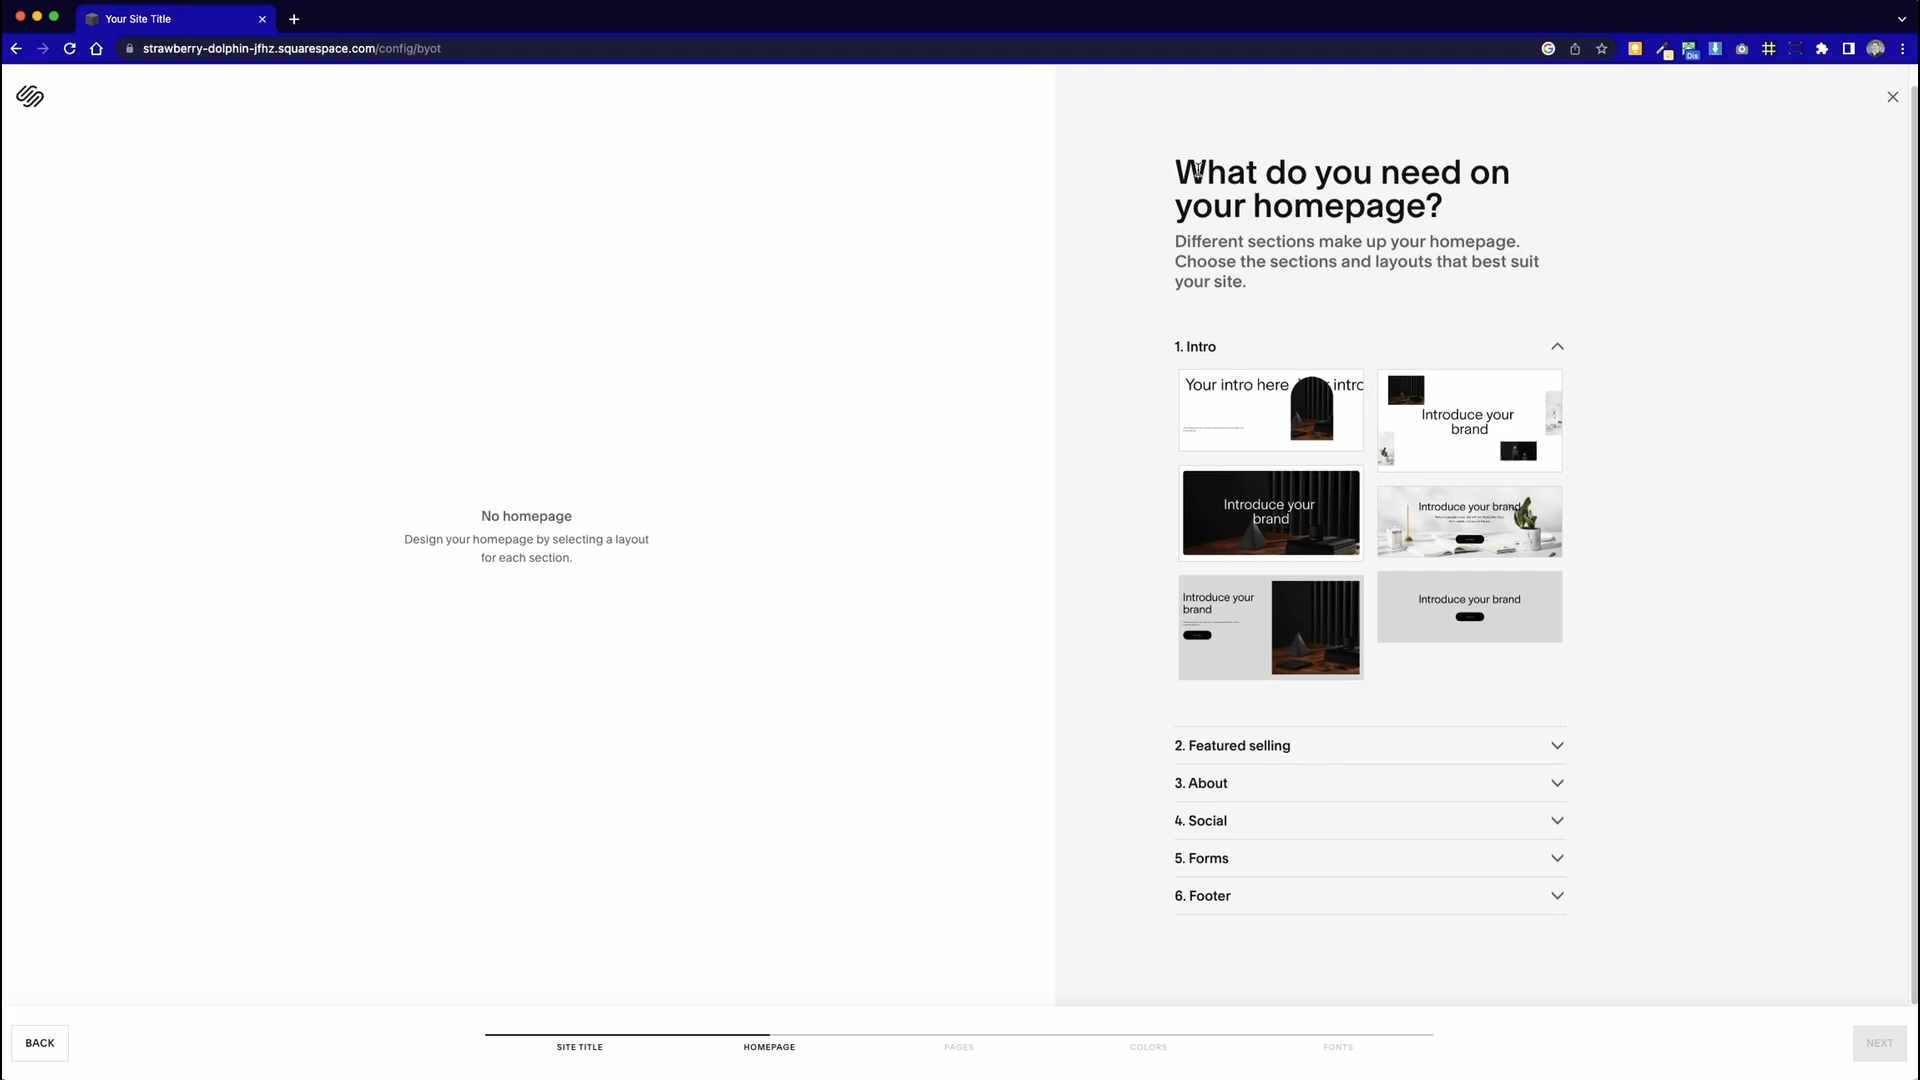 Your Site Title
strawberry-dolphin-jfhz.squarespace.com/config/byot
Dis
What do you need on
your homepage?
Different sections make up your homepage.
Choose the sections and layouts that best suit
your site.
1. Intro
Your intro here
intro
Introduce your
brand
Introduce your
brand
Introduce your brand
Introduce your
brand
Introduce your brand
No homepage
Design your homepage by selecting a layout
for each section.
2. Featured selling
3. About
4. Social
5. Forms
6. Footer
BACK
SITE TITLE
HOMEPAGE
PAGES
COLORS
FONTS
NEXT